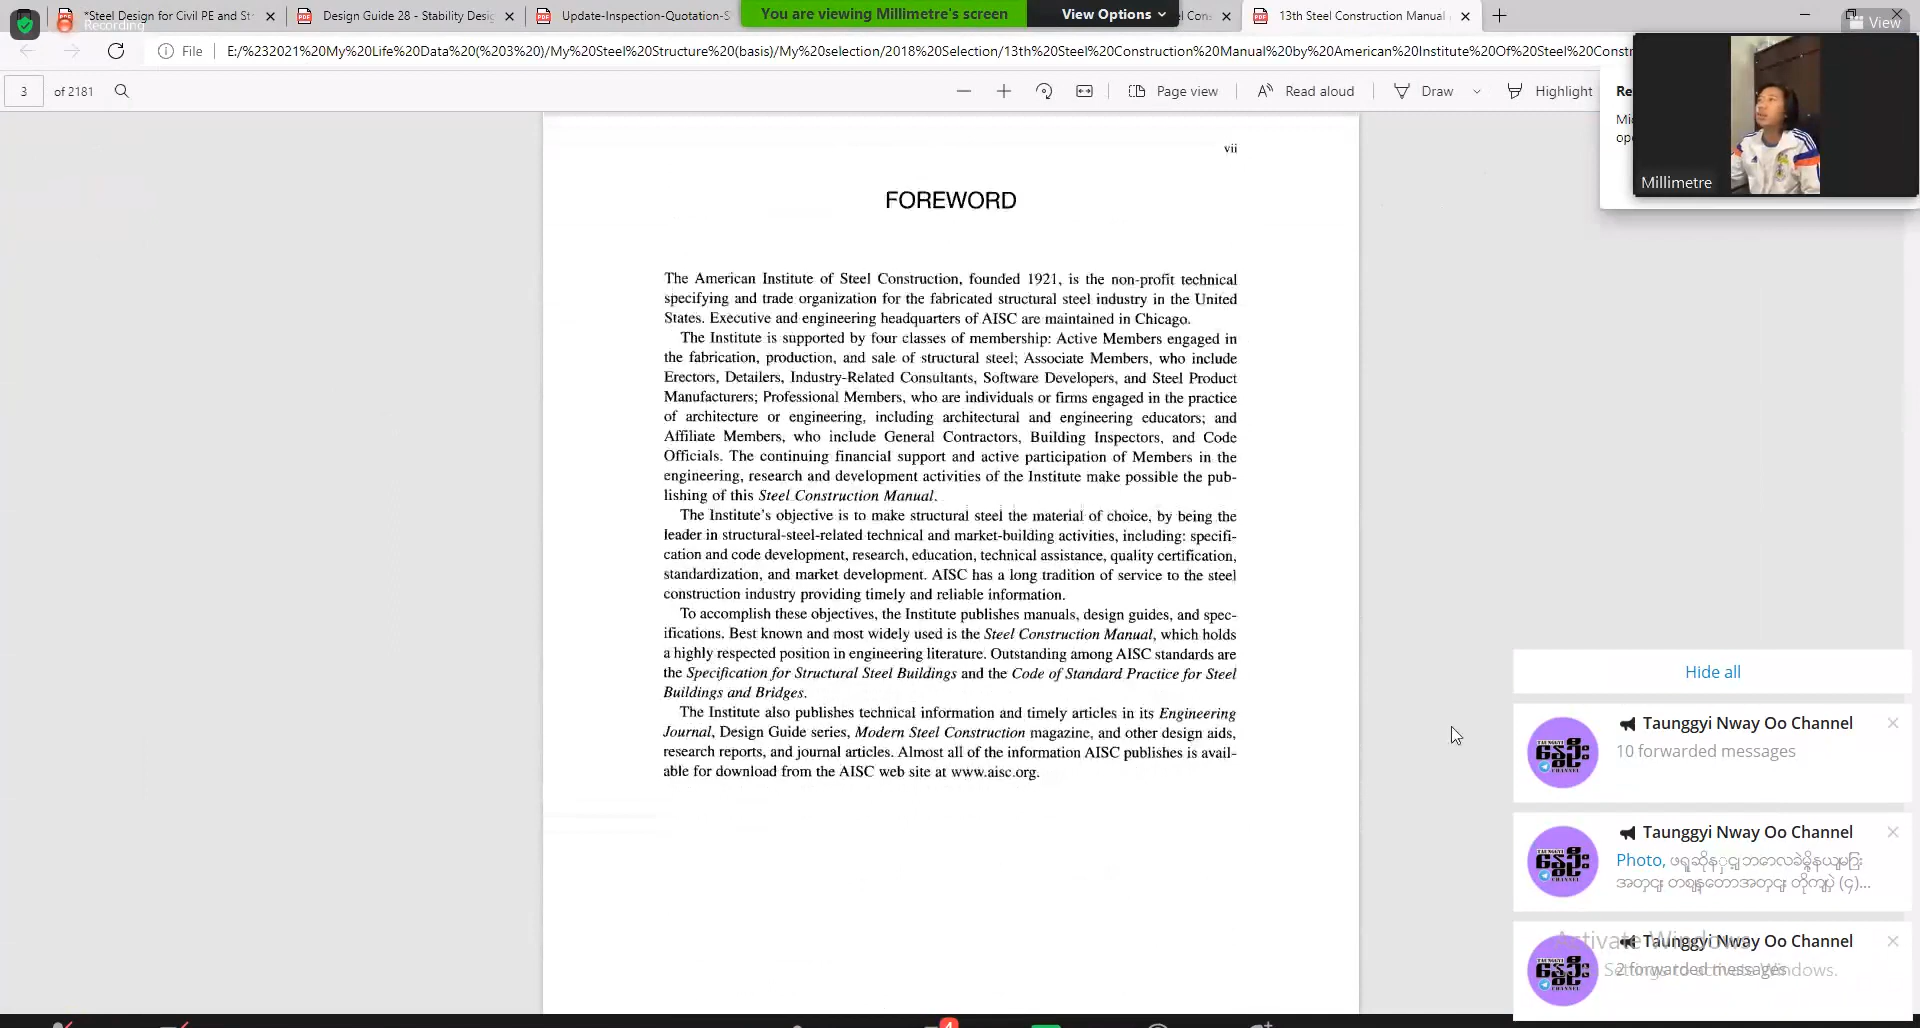 *Steel Design for Civil PE and St
Design Guide 28 - Stability Desig
Update-Inspection-Quotation-S
You are viewing Millimetre's screen
View Options
el Con
13th Steel Construction Manual
Recording
View
File
E:/%232021%20My%20Life%20Data%20(%203%20)/My%20Steel%20Structure%20(basis)/My%20selection/2018%20Selection/13th%20Steel%20Construction%20Manual%20by%20American%20Institute%20Of%20Steel%20Constr
3
of 2181
Page view
Read aloud
Draw
Highlight
Re
Mi
ope
Millimetre
vii
FOREWORD
The American Institute of Steel Construction, founded 1921, is the non-profit technical
specifying and trade organization for the fabricated structural steel industry in the United
States. Executive and engineering headquarters of AISC are maintained in Chicago.
The Institute is supported by four classes of membership: Active Members engaged in
the fabrication, production, and sale of structural steel; Associate Members, who include
Erectors, Detailers, Industry-Related Consultants, Software Developers, and Steel Product
Manufacturers; Professional Members, who are individuals or firms engaged in the practice
of architecture or engineering, including architectural and engineering educators; and
Affiliate Members, who include General Contractors, Building Inspectors, and Code
Officials. The continuing financial support and active participation of Members in the
engineering, research and development activities of the Institute make possible the pub-
lishing of this Steel Construction Manual.
The Institute's objective is to make structural steel the material of choice, by being the
leader in structural-steel-related technical and market-building activities, including: specifi-
cation and code development, research, education, technical assistance, quality certification,
standardization, and market development. AISC has a long tradition of service to the steel
construction industry providing timely and reliable information.
To accomplish these objectives, the Institute publishes manuals, design guides, and spec-
ifications. Best known and most widely used is the Steel Construction Manual, which holds
a highly respected position in engineering literature. Outstanding among AISC standards are
the Specification for Structural Steel Buildings and the Code of Standard Practice for Steel
Buildings and Bridges.
The Institute also publishes technical information and timely articles in its Engineering
Journal, Design Guide series, Modern Steel Construction magazine, and other design aids,
research reports, and journal articles. Almost all of the information AISC publishes is avail-
able for download from the AISC web site at www.aisc.org.
Hide all
Taunggyi Nway Oo Channel
10 forwarded messages
Taunggyi Nway Oo Channel
Photo,
Taunggyi Nway Oo Channel
2 forwarded messages
Activate Windows
Settings to activate Windows.
4